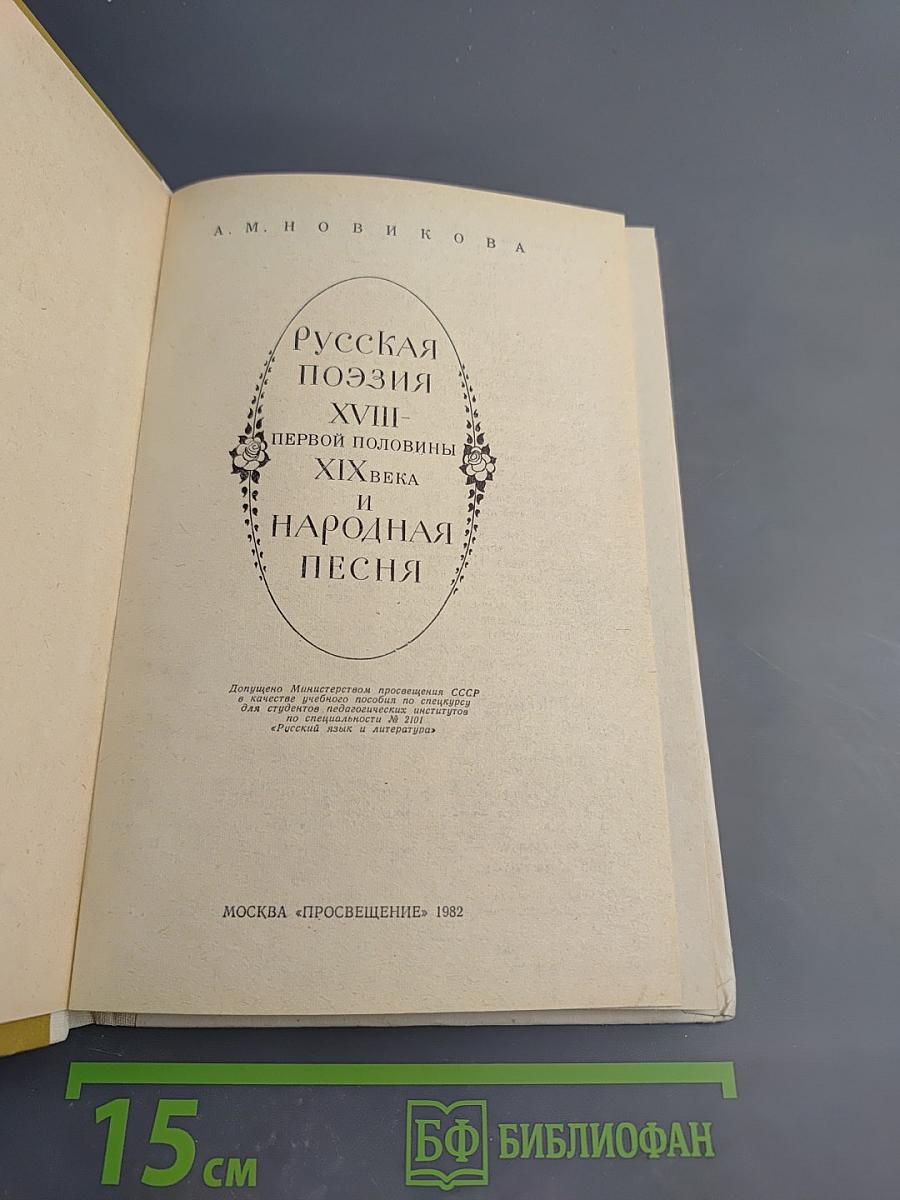 А. М. НОВИКОВА
РУССКАЯ
ПОЭЗИЯ
XVIII-
ПЕРВОЙ ПОЛОВИНЫ
XIX ВЕКА
И
НАРОДНАЯ
ПЕСНЯ
Допущено Министерством просвещения СССР
в качестве учебного пособия по спецкурсу
для студентов педагогических институтов
по специальности № 2101
«Русский язык и литература»
МОСКВА «ПРОСВЕЩЕНИЕ» 1982
15 см
БФ БИБЛИОФАН